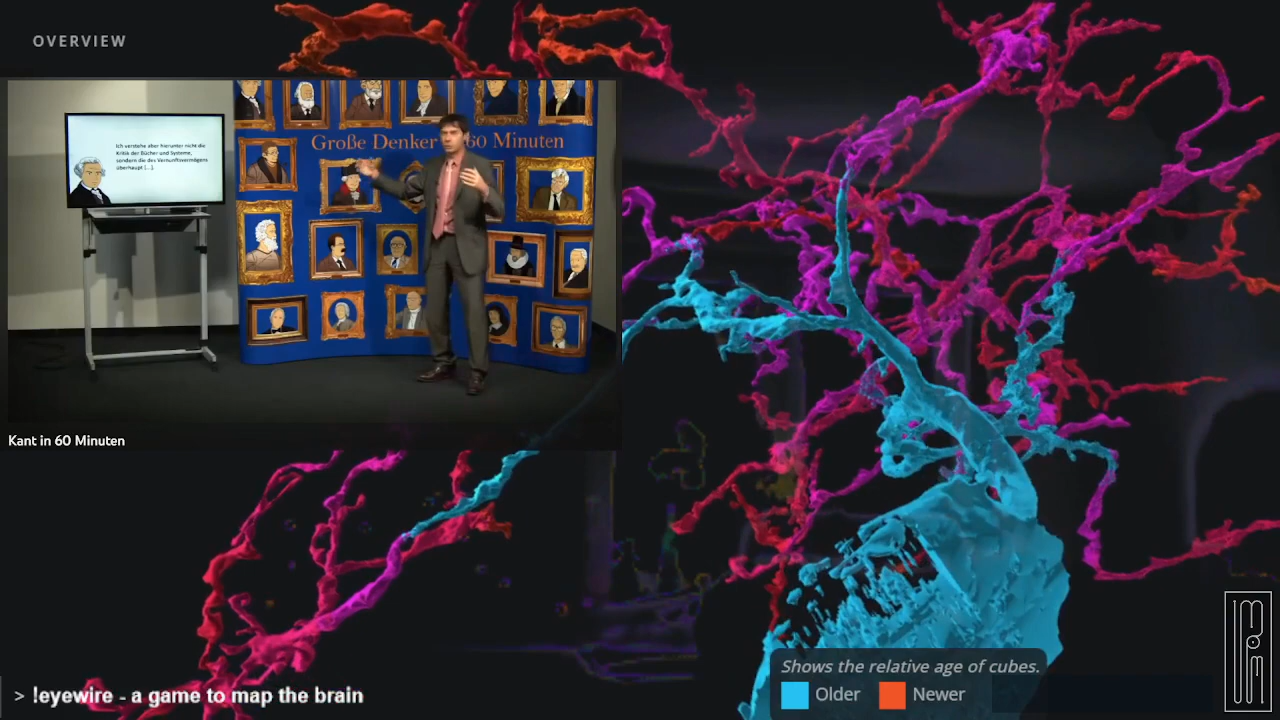 OVERVIEW
Große Denker 60 Minuten
Ich verstehe aber hierunter nicht die
Kritik der Bücher und Systeme,
sondern die des Vernunftsvermögens
überhaupt [...].
Kant in 60 Minuten
Shows the relative age of cubes.
Older Newer
> !eyewire - a game to map the brain